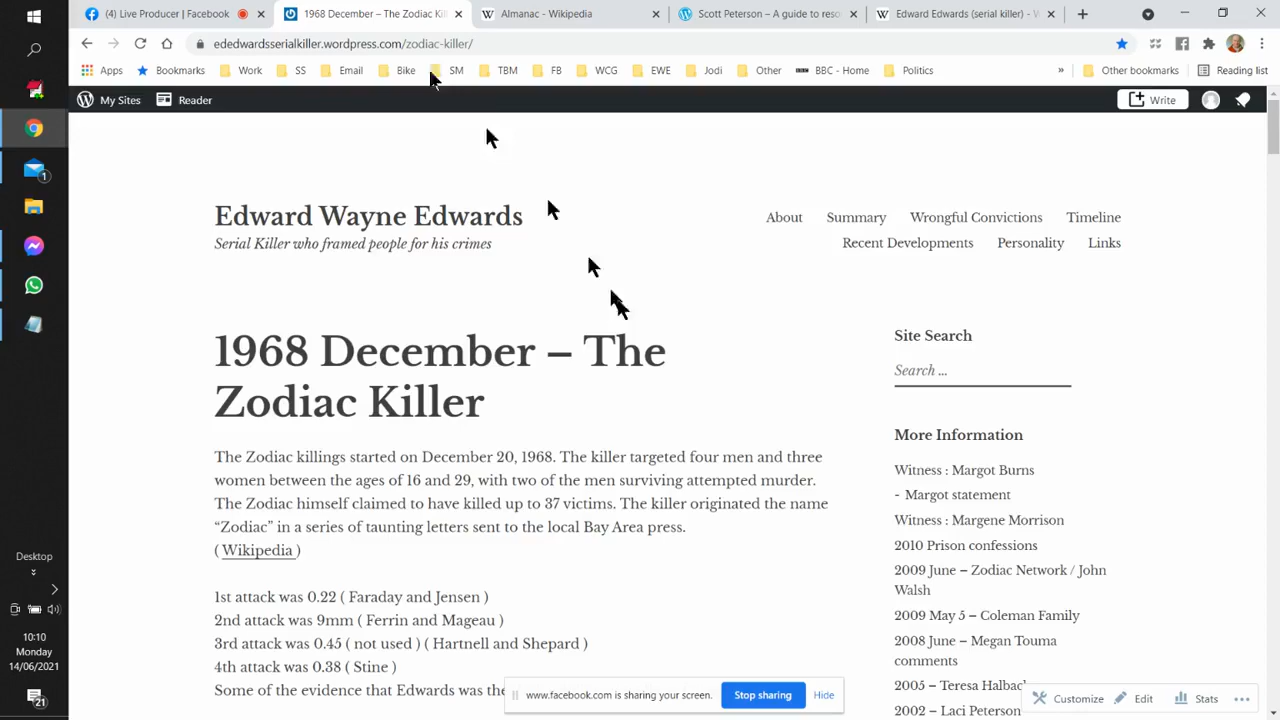 (4) Live Producer | Facebook
1968 December – The Zodiac Kil
Almanac - Wikipedia
Scott Peterson – A guide to reso
Edward Edwards (serial killer) - W
ededwardsserialkiller.wordpress.com/zodiac-killer/
Apps Bookmarks Work SS Email Bike SM TBM FB WCG EWE Jodi Other BBC - Home Politics » Other bookmarks Reading list
My Sites Reader Write
Edward Wayne Edwards
Serial Killer who framed people for his crimes
About Summary Wrongful Convictions Timeline
Recent Developments Personality Links
1968 December – The
Zodiac Killer
The Zodiac killings started on December 20, 1968. The killer targeted four men and three
women between the ages of 16 and 29, with two of the men surviving attempted murder.
The Zodiac himself claimed to have killed up to 37 victims. The killer originated the name
“Zodiac” in a series of taunting letters sent to the local Bay Area press.
( Wikipedia )
1st attack was 0.22 ( Faraday and Jensen )
2nd attack was 9mm ( Ferrin and Mageau )
3rd attack was 0.45 ( not used ) ( Hartnell and Shepard )
4th attack was 0.38 ( Stine )
Some of the evidence that Edwards was the
Site Search
Search ...
More Information
Witness : Margot Burns
- Margot statement
Witness : Margene Morrison
2010 Prison confessions
2009 June – Zodiac Network / John
Walsh
2009 May 5 – Coleman Family
2008 June – Megan Touma
comments
2005 – Teresa Halbach
2002 – Laci Peterson
Customize Edit Stats
www.facebook.com is sharing your screen. Stop sharing Hide
1
Desktop
10:10
Monday
14/06/2021
21